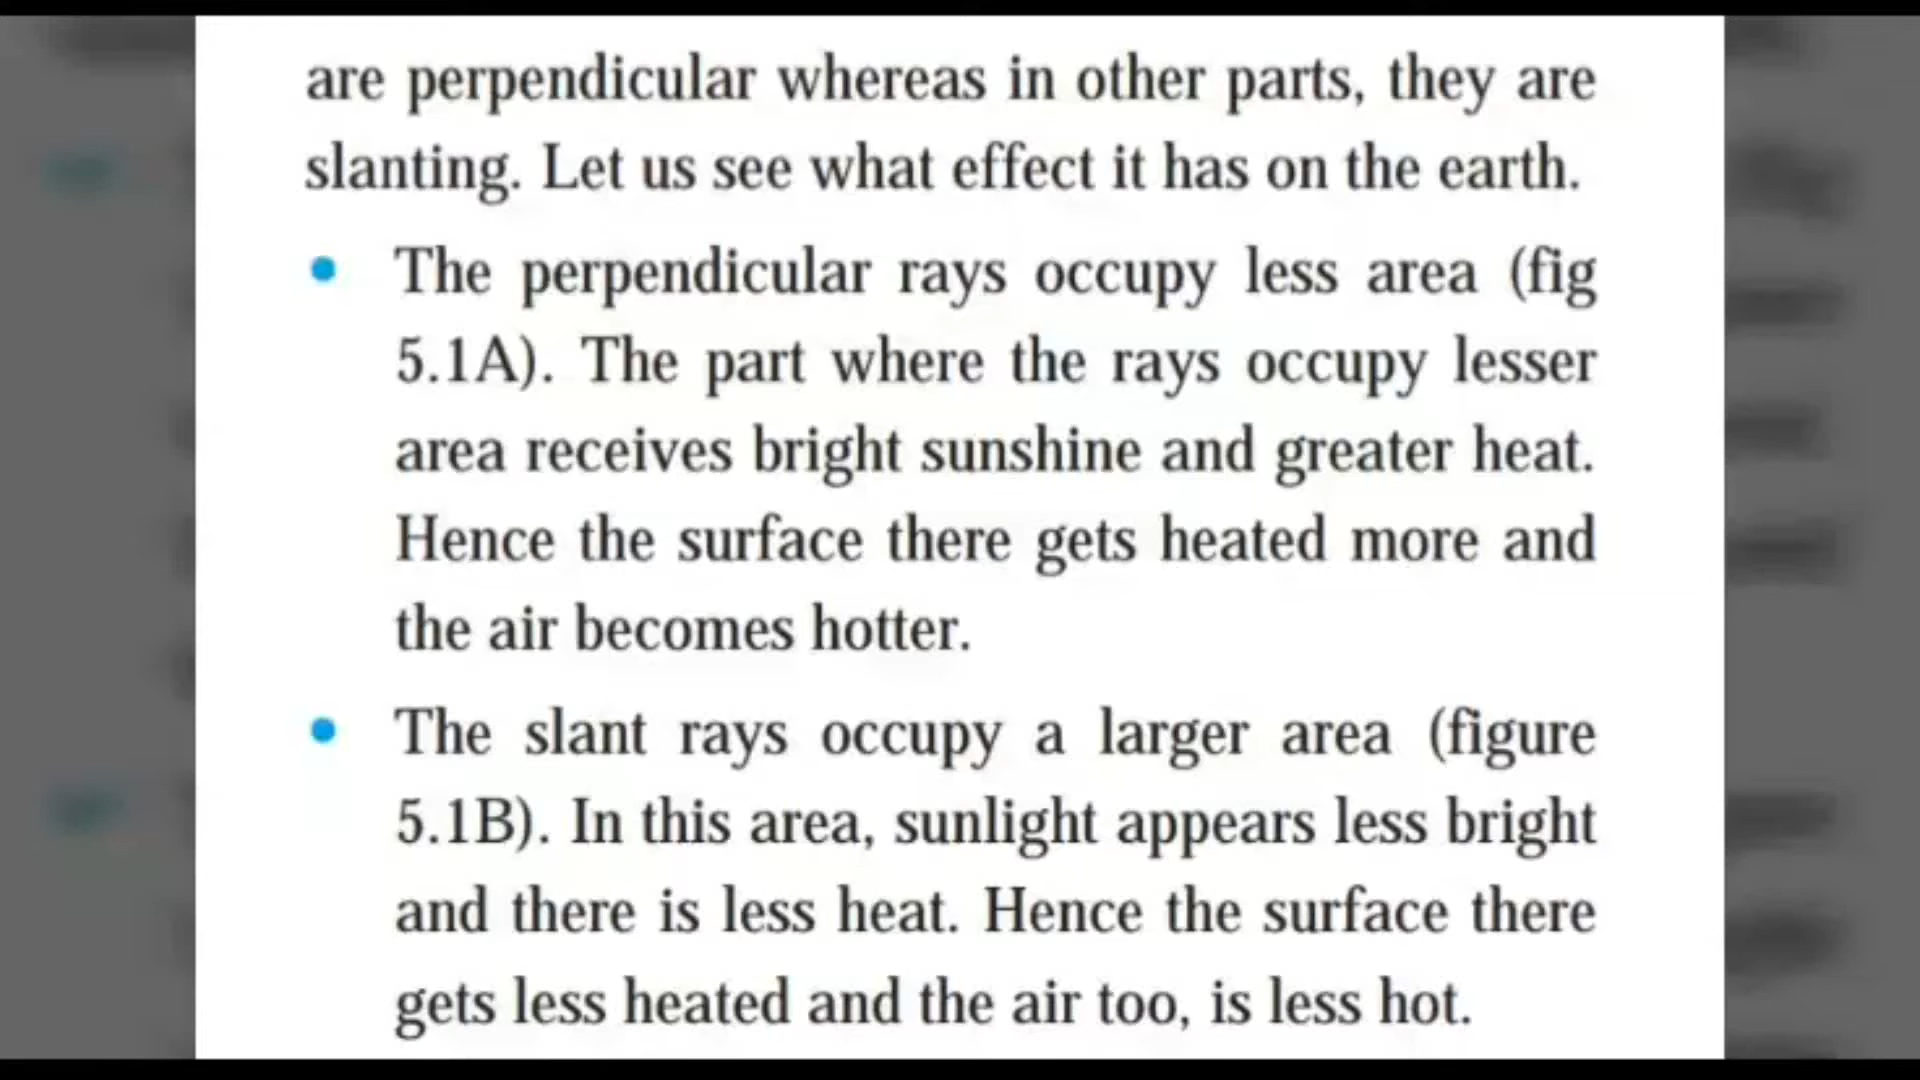 are perpendicular whereas in other parts, they are
slanting. Let us see what effect it has on the earth.
• The perpendicular rays occupy less area (fig
5.1A). The part where the rays occupy lesser
area receives bright sunshine and greater heat.
Hence the surface there gets heated more and
the air becomes hotter.
• The slant rays occupy a larger area (figure
5.1B). In this area, sunlight appears less bright
and there is less heat. Hence the surface there
gets less heated and the air too, is less hot.